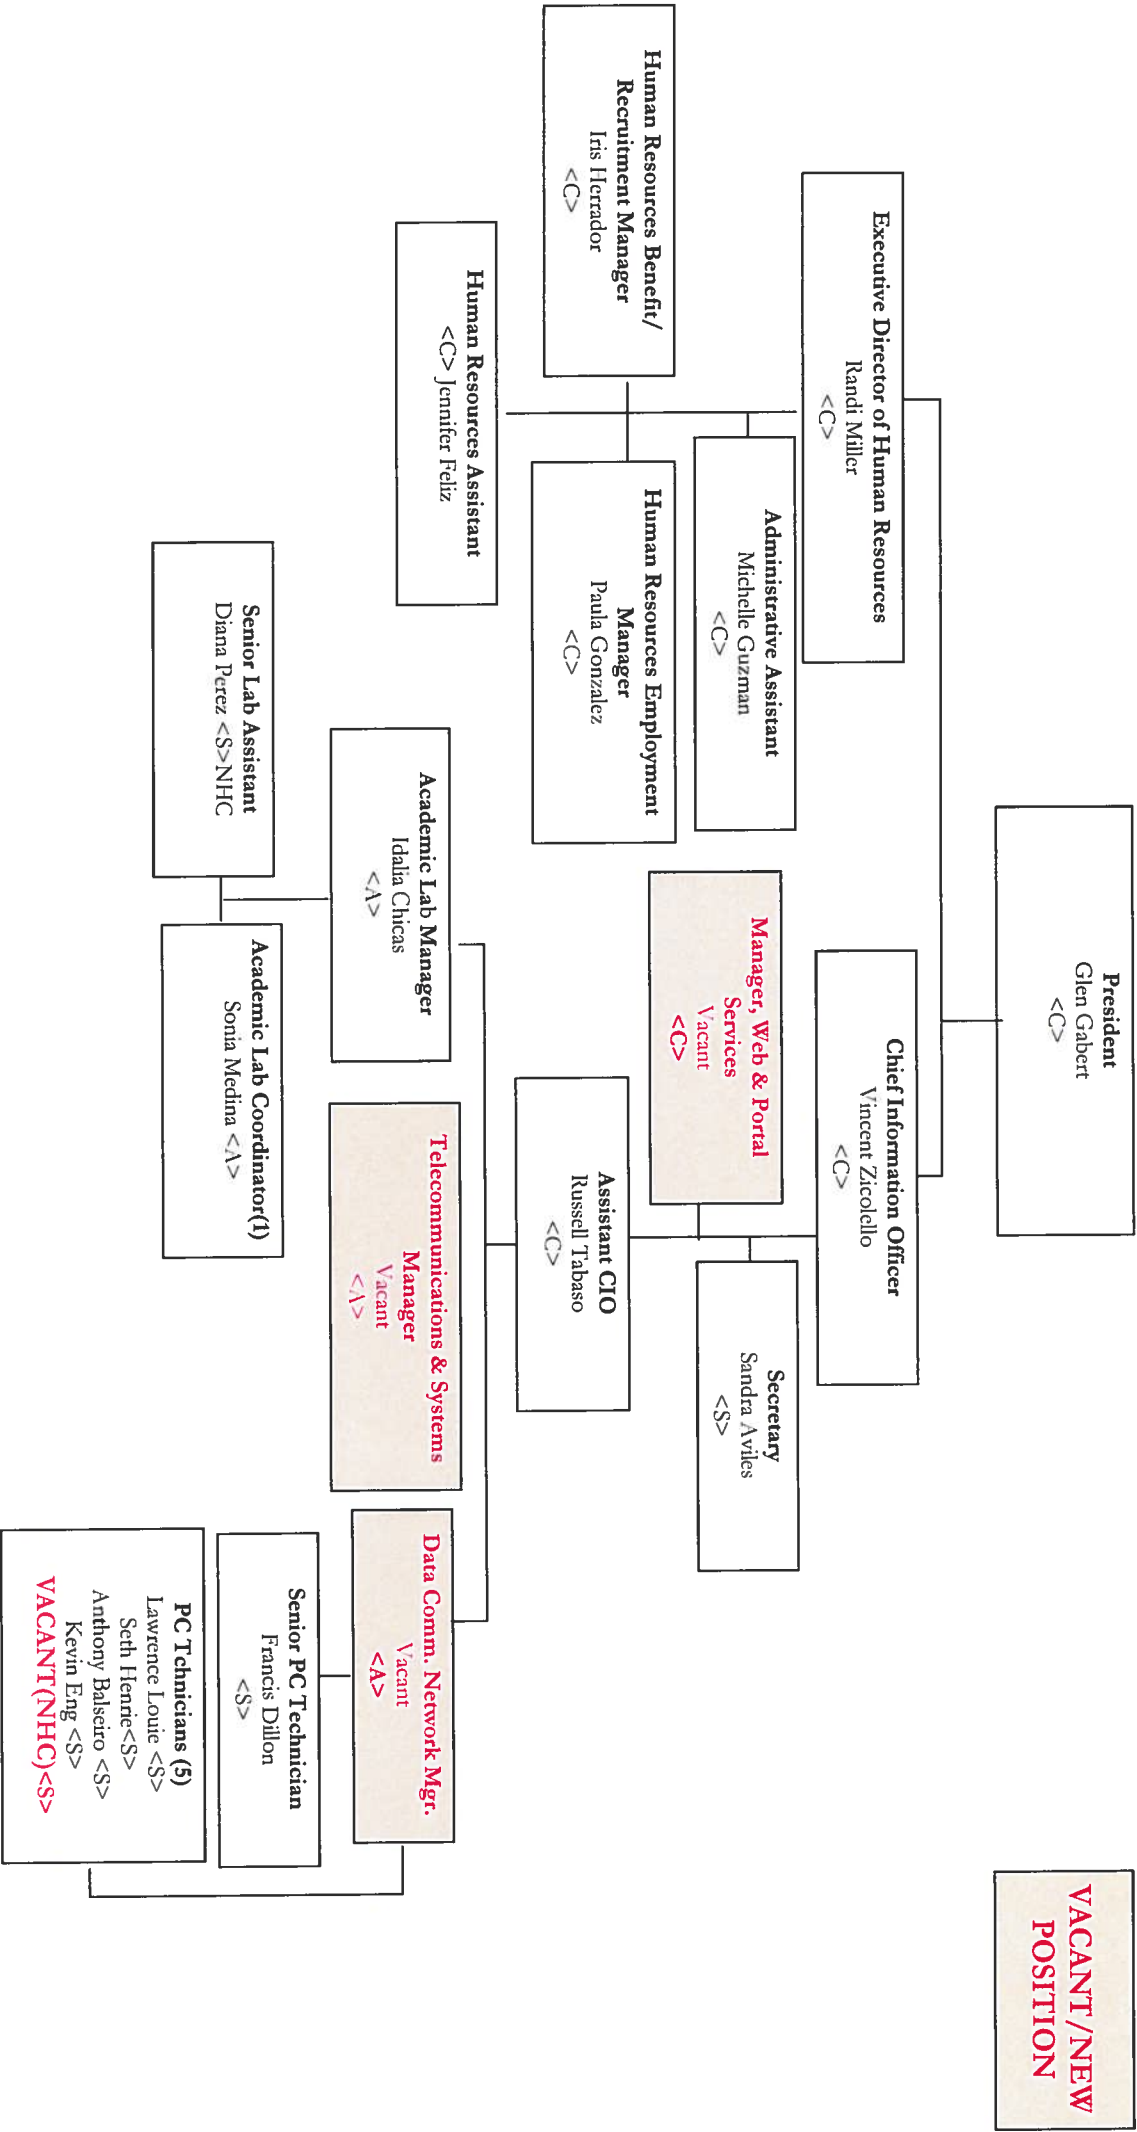 VACANT/NEW
POSITION
President
Glen Gabert
<C>
Executive Director of Human Resources
Randi Miller
<C>
Chief Information Officer
Vincent Zicolello
<C>
Administrative Assistant
Michelle Guzman
<C>
Manager, Web & Portal
Services
Vacant
<C>
Secretary
Sandra Aviles
<S>
Human Resources Benefit/
Recruitment Manager
Iris Herrador
<C>
Human Resources Employment
Manager
Paula Gonzalez
<C>
Assistant CIO
Russell Tabaso
<C>
Human Resources Assistant
<C> Jennifer Feliz
Academic Lab Manager
Idalia Chicas
<A>
Telecommunications & Systems
Manager
Vacant
<A>
Data Comm. Network Mgr.
Vacant
<A>
Senior Lab Assistant
Diana Perez <S>NHC
Academic Lab Coordinator(1)
Sonia Medina <A>
Senior PC Technician
Francis Dillon
<S>
PC Tchnicians (5)
Lawrence Louie <S>
Seth Henrie<S>
Anthony Balseiro <S>
Kevin Eng <S>
VACANT(NHC)<S>